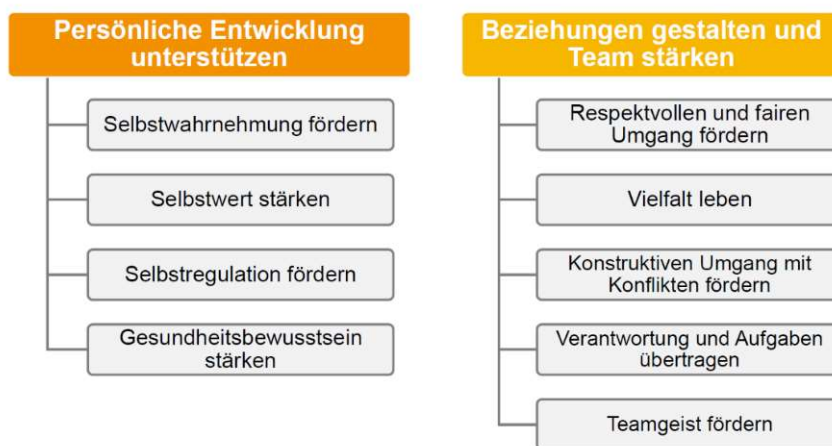 Persönliche Entwicklung
unterstützen
Selbstwahrnehmung fördern
Selbstwert stärken
Selbstregulation fördern
Gesundheitsbewusstsein
stärken
Beziehungen gestalten und
Team stärken
Respektvollen und fairen
Umgang fördern
Vielfalt leben
Konstruktiven Umgang mit
Konflikten fördern
Verantwortung und Aufgaben
übertragen
Teamgeist fördern